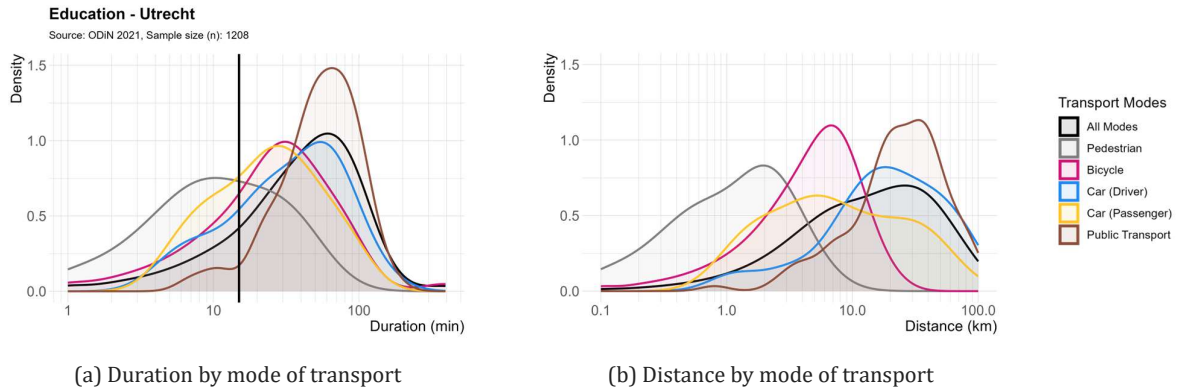 Education - Utrecht
Source: ODiN 2021, Sample size (n): 1208
Density
1.5
1.0
0.5
0.0
1
10
100
Duration (min)
(a) Duration by mode of transport
Density
1.5
1.0
0.5
0.0
0.1
1.0
10.0
100.0
Distance (km)
(b) Distance by mode of transport
Transport Modes
All Modes
Pedestrian
Bicycle
Car (Driver)
Car (Passenger)
Public Transport